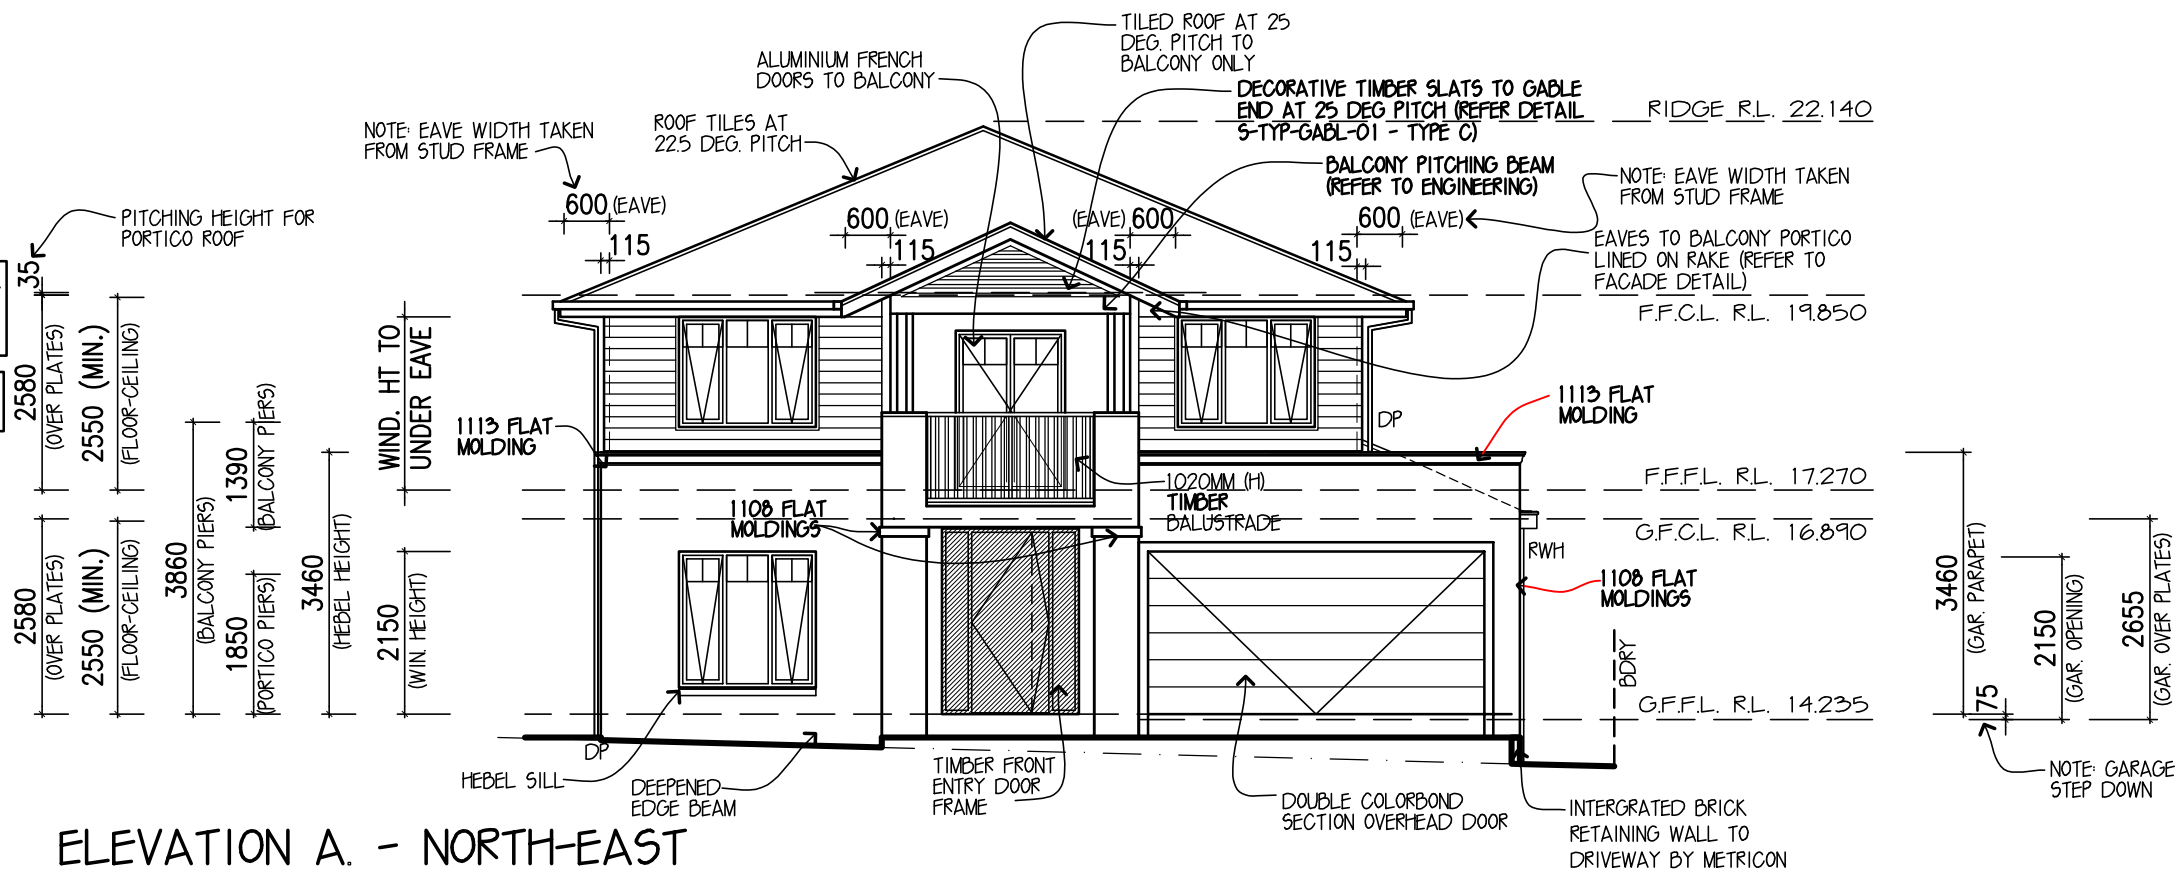 TILED ROOF AT 25
DEG. PITCH TO
BALCONY ONLY
ALUMINIUM FRENCH
DOORS TO BALCONY
DECORATIVE TIMBER SLATS TO GABLE
END AT 25 DEG PITCH (REFER DETAIL
S-TYP-GABL-01 - TYPE C)
RIDGE R.L. 22.140
NOTE: EAVE WIDTH TAKEN
FROM STUD FRAME
ROOF TILES AT
22.5 DEG. PITCH
BALCONY PITCHING BEAM
(REFER TO ENGINEERING)
NOTE: EAVE WIDTH TAKEN
FROM STUD FRAME
PITCHING HEIGHT FOR
PORTICO ROOF
600 (EAVE)
115
600 (EAVE)
115
(EAVE) 600
115
600 (EAVE)
115
EAVES TO BALCONY PORTICO
LINED ON RAKE (REFER TO
FACADE DETAIL)
F.F.C.L. R.L. 19.850
35
2580
(OVER PLATES)
2550 (MIN.)
(FLOOR-CEILING)
WIND. HT TO
UNDER EAVE
1390
(BALCONY PIERS)
3860
(BALCONY PIERS)
3460
(HEBEL HEIGHT)
2580
(OVER PLATES)
2550 (MIN.)
(FLOOR-CEILING)
1850
(PORTICO PIERS)
2150
(WIN. HEIGHT)
1113 FLAT
MOLDING
1113 FLAT
MOLDING
DP
1108 FLAT
MOLDINGS
1020MM (H)
TIMBER
BALUSTRADE
F.F.F.L. R.L. 17.270
G.F.C.L. R.L. 16.890
RWH
1108 FLAT
MOLDINGS
BDRY
G.F.F.L. R.L. 14.235
3460
(GAR. PARAPET)
75
2150
(GAR. OPENING)
2655
(GAR. OVER PLATES)
DP
HEBEL SILL
DEEPENED
EDGE BEAM
TIMBER FRONT
ENTRY DOOR
FRAME
DOUBLE COLORBOND
SECTION OVERHEAD DOOR
INTERGRATED BRICK
RETAINING WALL TO
DRIVEWAY BY METRICON
NOTE: GARAGE
STEP DOWN
ELEVATION A. - NORTH-EAST